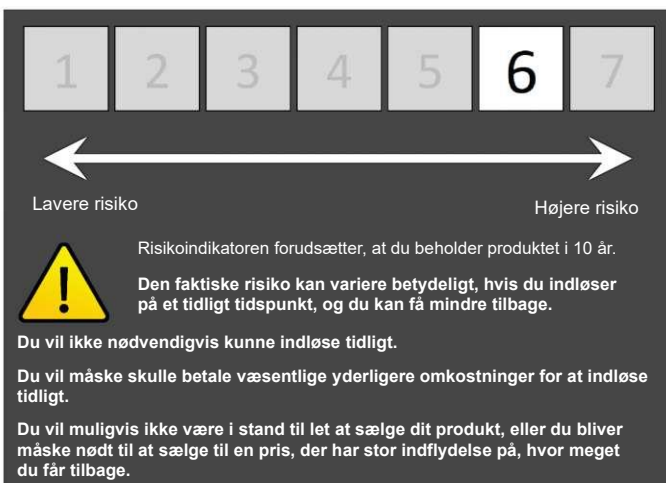 1 2 3 4 5 6 7
Lavere risiko
Højere risiko
Risikoindikatoren forudsætter, at du beholder produktet i 10 år.
Den faktiske risiko kan variere betydeligt, hvis du indløser
på et tidligt tidspunkt, og du kan få mindre tilbage.
Du vil ikke nødvendigvis kunne indløse tidligt.
Du vil måske skulle betale væsentlige yderligere omkostninger for at indløse
tidligt.
Du vil muligvis ikke være i stand til let at sælge dit produkt, eller du bliver
måske nødt til at sælge til en pris, der har stor indflydelse på, hvor meget
du får tilbage.